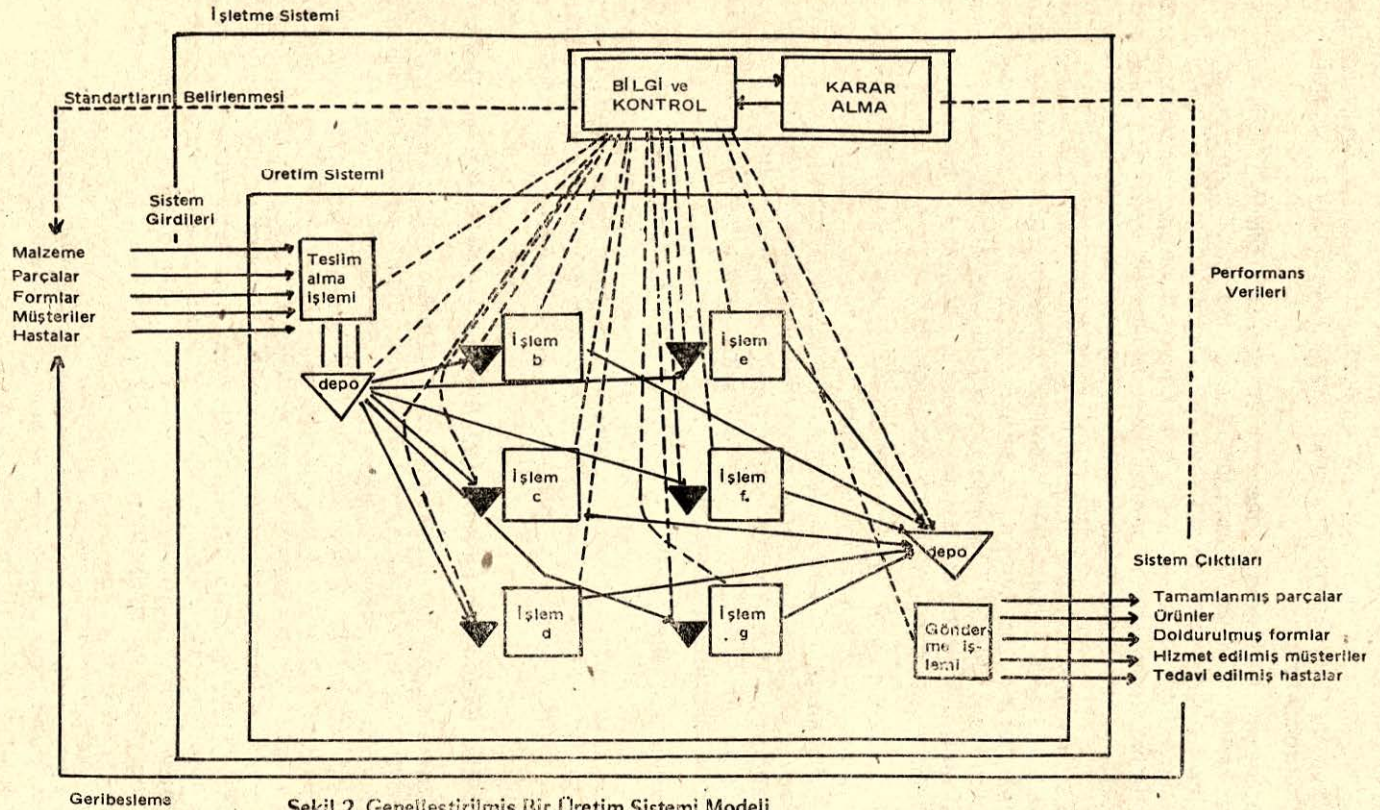 İşletme Sistemi
BİLGİ ve
KONTROL
KARAR
ALMA
Standartların Belirlenmesi
Üretim Sistemi
Sistem
Girdileri
Malzeme
Parçalar
Formlar
Müşteriler
Hastalar
Teslim
alma
işlemi
depo
İşlem
b
İşlem
e
İşlem
c
İşlem
f.
İşlem
d
İşlem
g
depo
Gönder
me iş-
lemi
Performans
Verileri
Sistem Çıktıları
Tamamlanmış parçalar
Ürünler
Doldurulmuş formlar
Hizmet edilmiş müşteriler
Tedavi edilmiş hastalar
Geribesleme
Şekil 2. Genelleştirilmiş Bir Üretim Sistemi Modeli